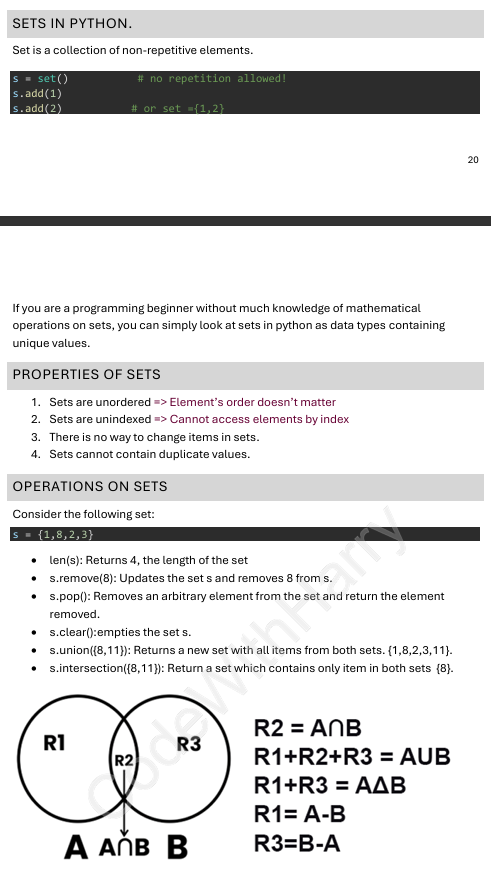 SETS IN PYTHON.
Set is a collection of non-repetitive elements.
s = set()          # no repetition allowed!
s.add(1)
s.add(2)          # or set ={1,2}
20
If you are a programming beginner without much knowledge of mathematical
operations on sets, you can simply look at sets in python as data types containing
unique values.
PROPERTIES OF SETS
1. Sets are unordered => Element’s order doesn’t matter
2. Sets are unindexed => Cannot access elements by index
3. There is no way to change items in sets.
4. Sets cannot contain duplicate values.
OPERATIONS ON SETS
Consider the following set:
s = {1,8,2,3}
• len(s): Returns 4, the length of the set
• s.remove(8): Updates the set s and removes 8 from s.
• s.pop(): Removes an arbitrary element from the set and return the element
removed.
• s.clear():empties the set s.
• s.union({8,11}): Returns a new set with all items from both sets. {1,8,2,3,11}.
• s.intersection({8,11}): Return a set which contains only item in both sets {8}.
CodeWithHarry
R1
R2
R3
A A∩B B
R2 = A∩B
R1+R2+R3 = AUB
R1+R3 = AΔB
R1= A-B
R3=B-A